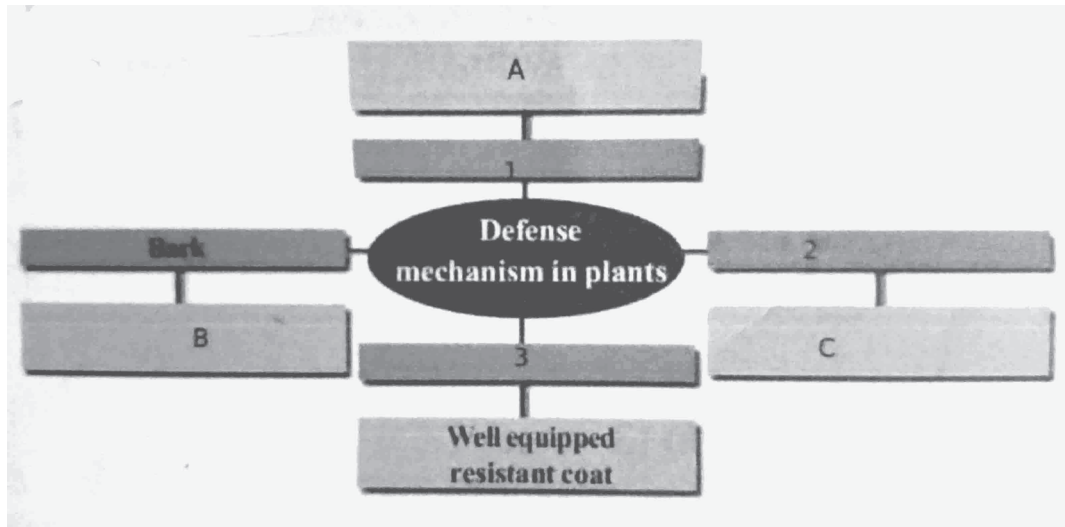 A
1
Defense
mechanism in plants
Bark
2
B
C
3
Well equipped
resistant coat